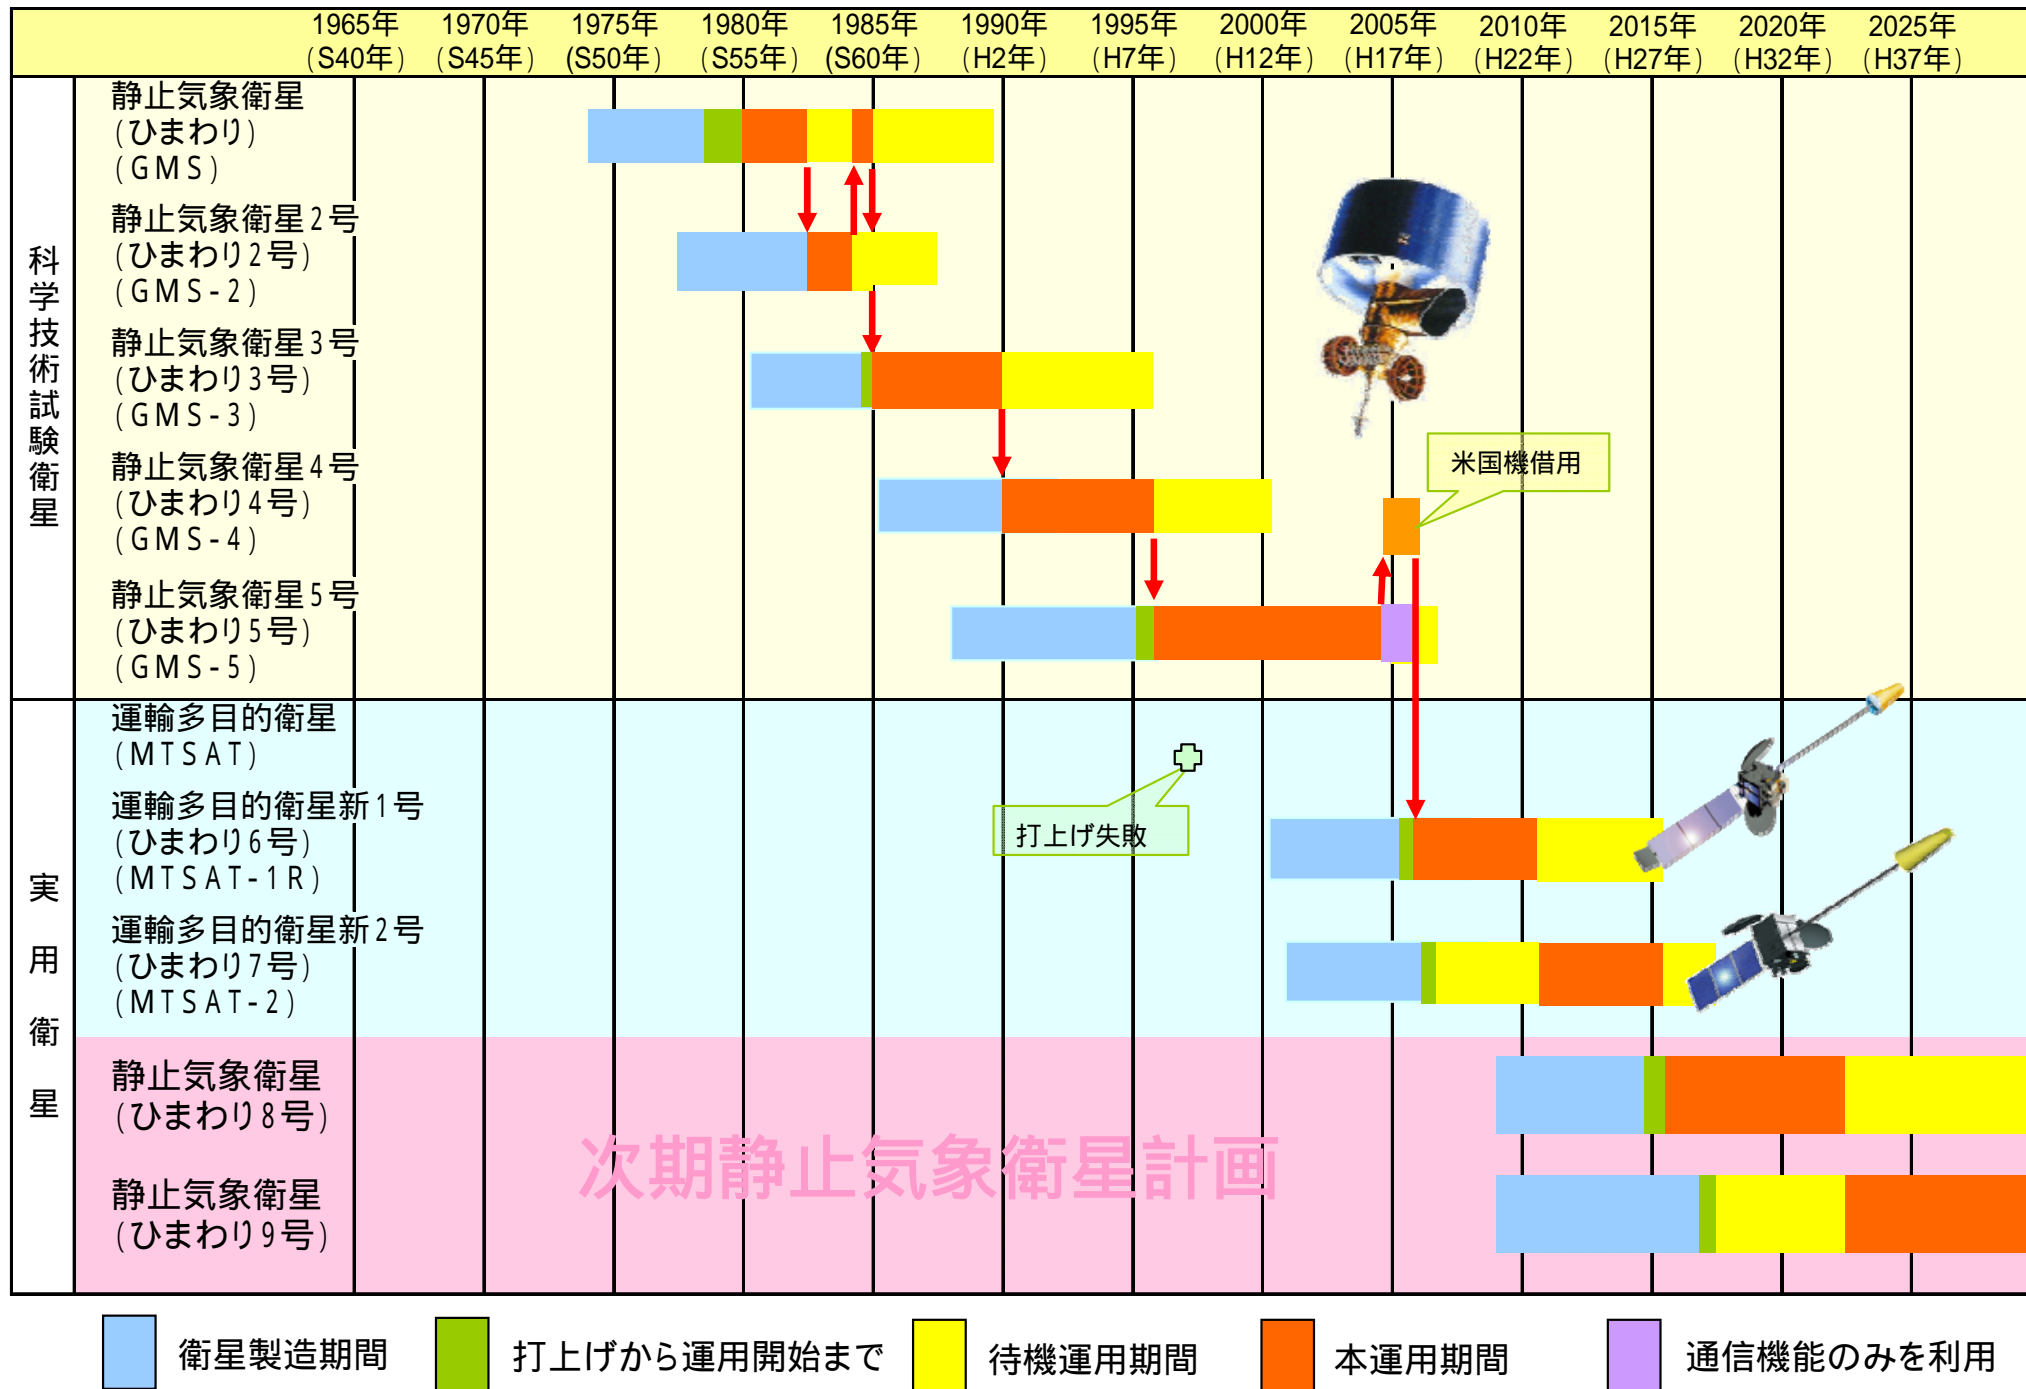 1965年 1970年 1975年 1980年 1985年 1990年 1995年 2000年 2005年 2010年 2015年 2020年 2025年
(S40年) (S45年) (S50年) (S55年) (S60年) (H2年) (H7年) (H12年) (H17年) (H22年) (H27年) (H32年) (H37年)
科学技術試験衛星
静止気象衛星
(ひまわり)
(GMS)
静止気象衛星2号
(ひまわり2号)
(GMS-2)
静止気象衛星3号
(ひまわり3号)
(GMS-3)
静止気象衛星4号
(ひまわり4号)
(GMS-4)
米国機借用
静止気象衛星5号
(ひまわり5号)
(GMS-5)
実用衛星
運輸多目的衛星
(MTSAT)
打上げ失敗
運輸多目的衛星新1号
(ひまわり6号)
(MTSAT-1R)
運輸多目的衛星新2号
(ひまわり7号)
(MTSAT-2)
静止気象衛星
(ひまわり8号)
次期静止気象衛星計画
静止気象衛星
(ひまわり9号)
衛星製造期間
打上げから運用開始まで
待機運用期間
本運用期間
通信機能のみを利用